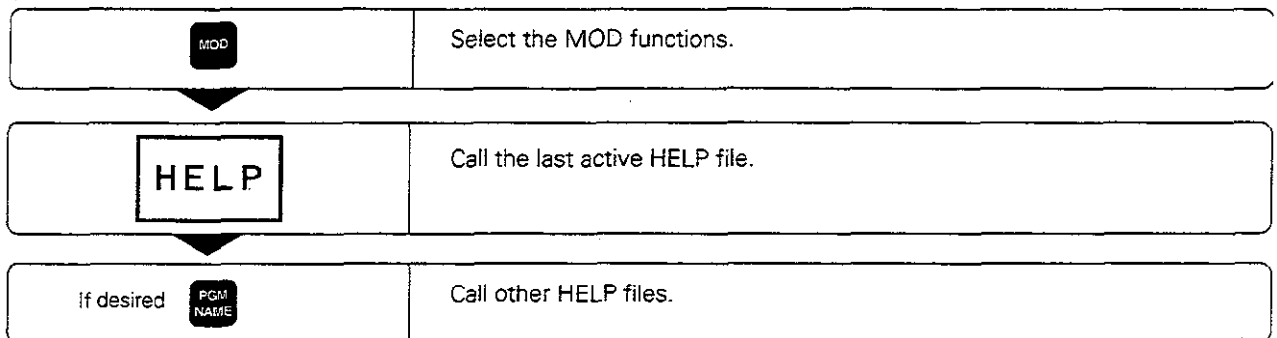 MOD
Select the MOD functions.
HELP
Call the last active HELP file.
If desired
PGM
NAME
Call other HELP files.